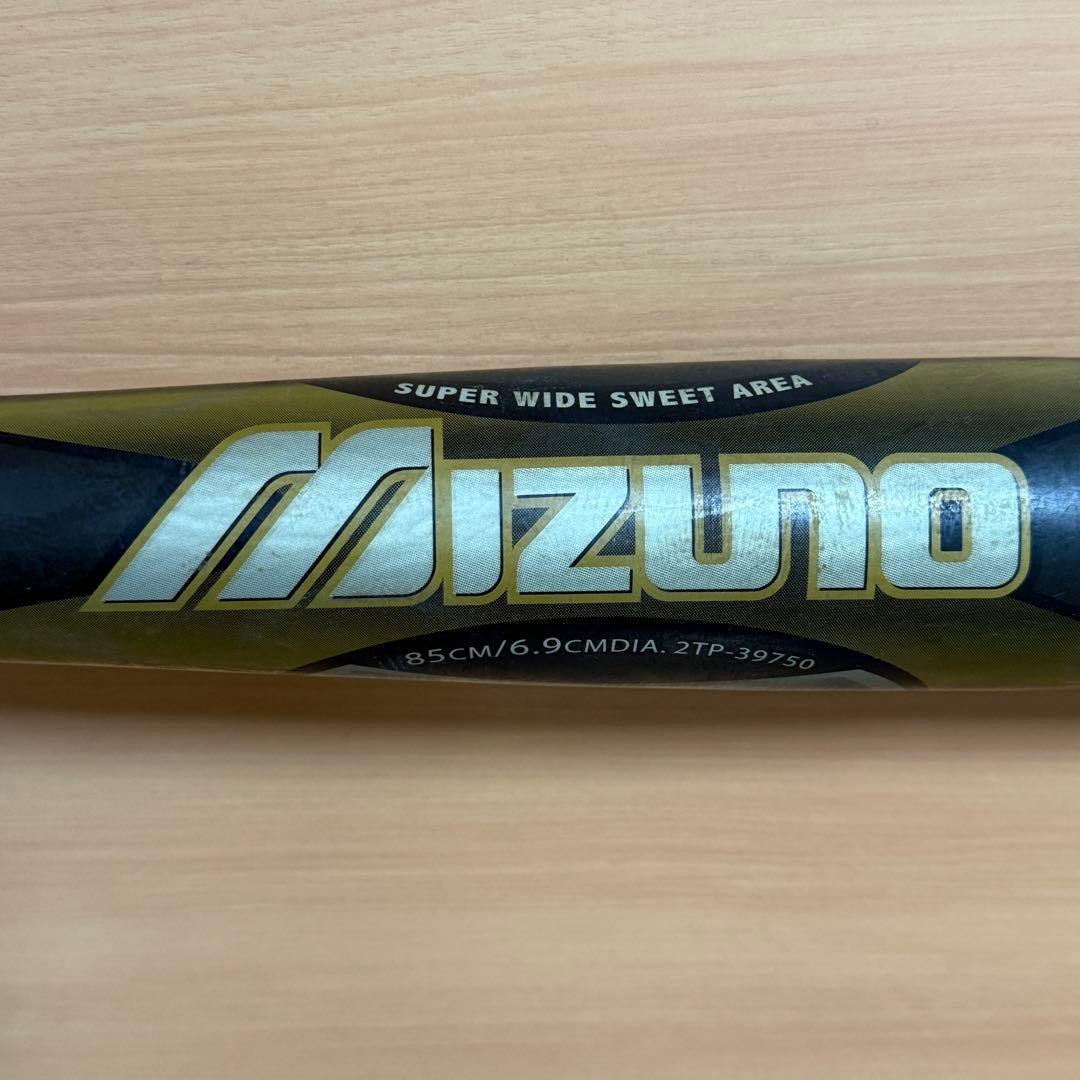 SUPER WIDE SWEET AREA
MIZUNO
85CM/6.9CMDIA. 2TP-39750